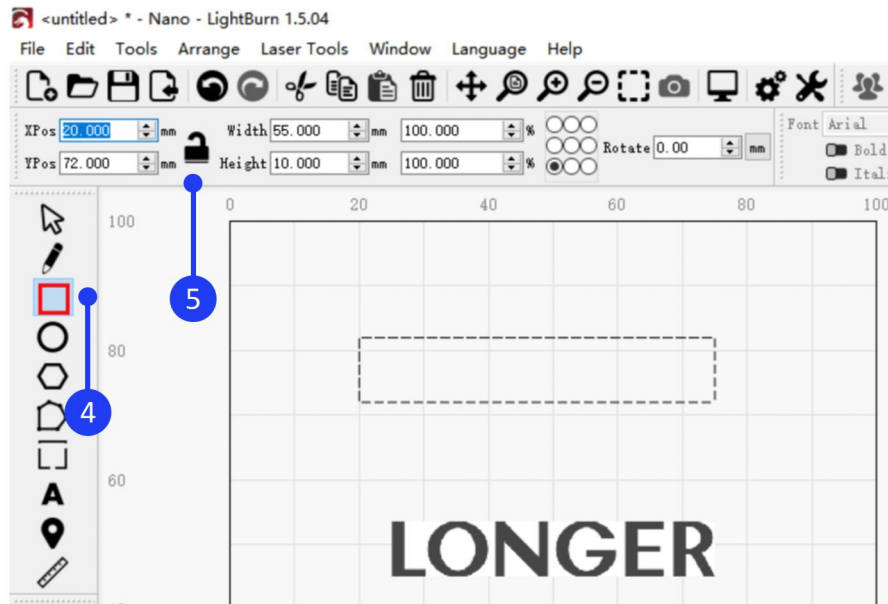 <untitled> * - Nano - LightBurn 1.5.04
File Edit Tools Arrange Laser Tools Window Language Help
XPos 20.000 mm Width 55.000 mm 100.000 % Rotate 0.00 mm Font Arial
YPos 72.000 mm Height 10.000 mm 100.000 % Bold
Ital
0 20 40 60 80 100
100
5
4
80
60
LONGER